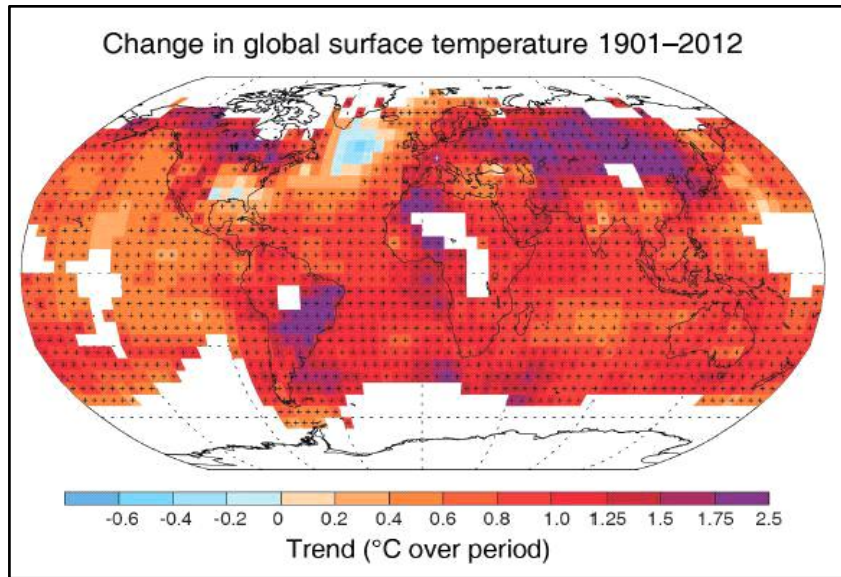 Change in global surface temperature 1901–2012
-0.6 -0.4 -0.2 0 0.2 0.4 0.6 0.8 1.0 1.25 1.5 1.75 2.5
Trend (°C over period)